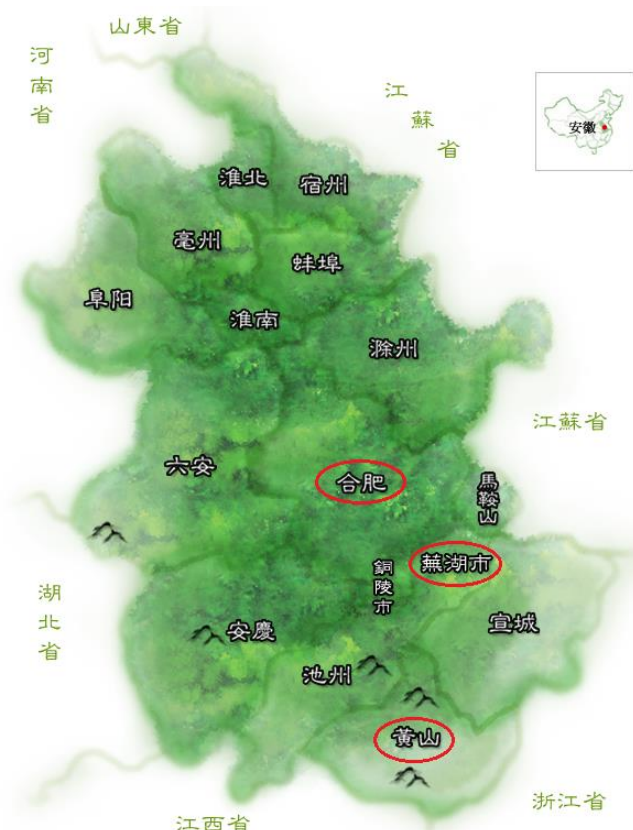 山東省
河南省
江蘇省
安徽
淮北
宿州
亳州
蚌埠
阜阳
淮南
滁州
江蘇省
六安
合肥
馬鞍山
蕪湖市
銅陵市
湖北省
安慶
宣城
池州
黃山
浙江省
江西省